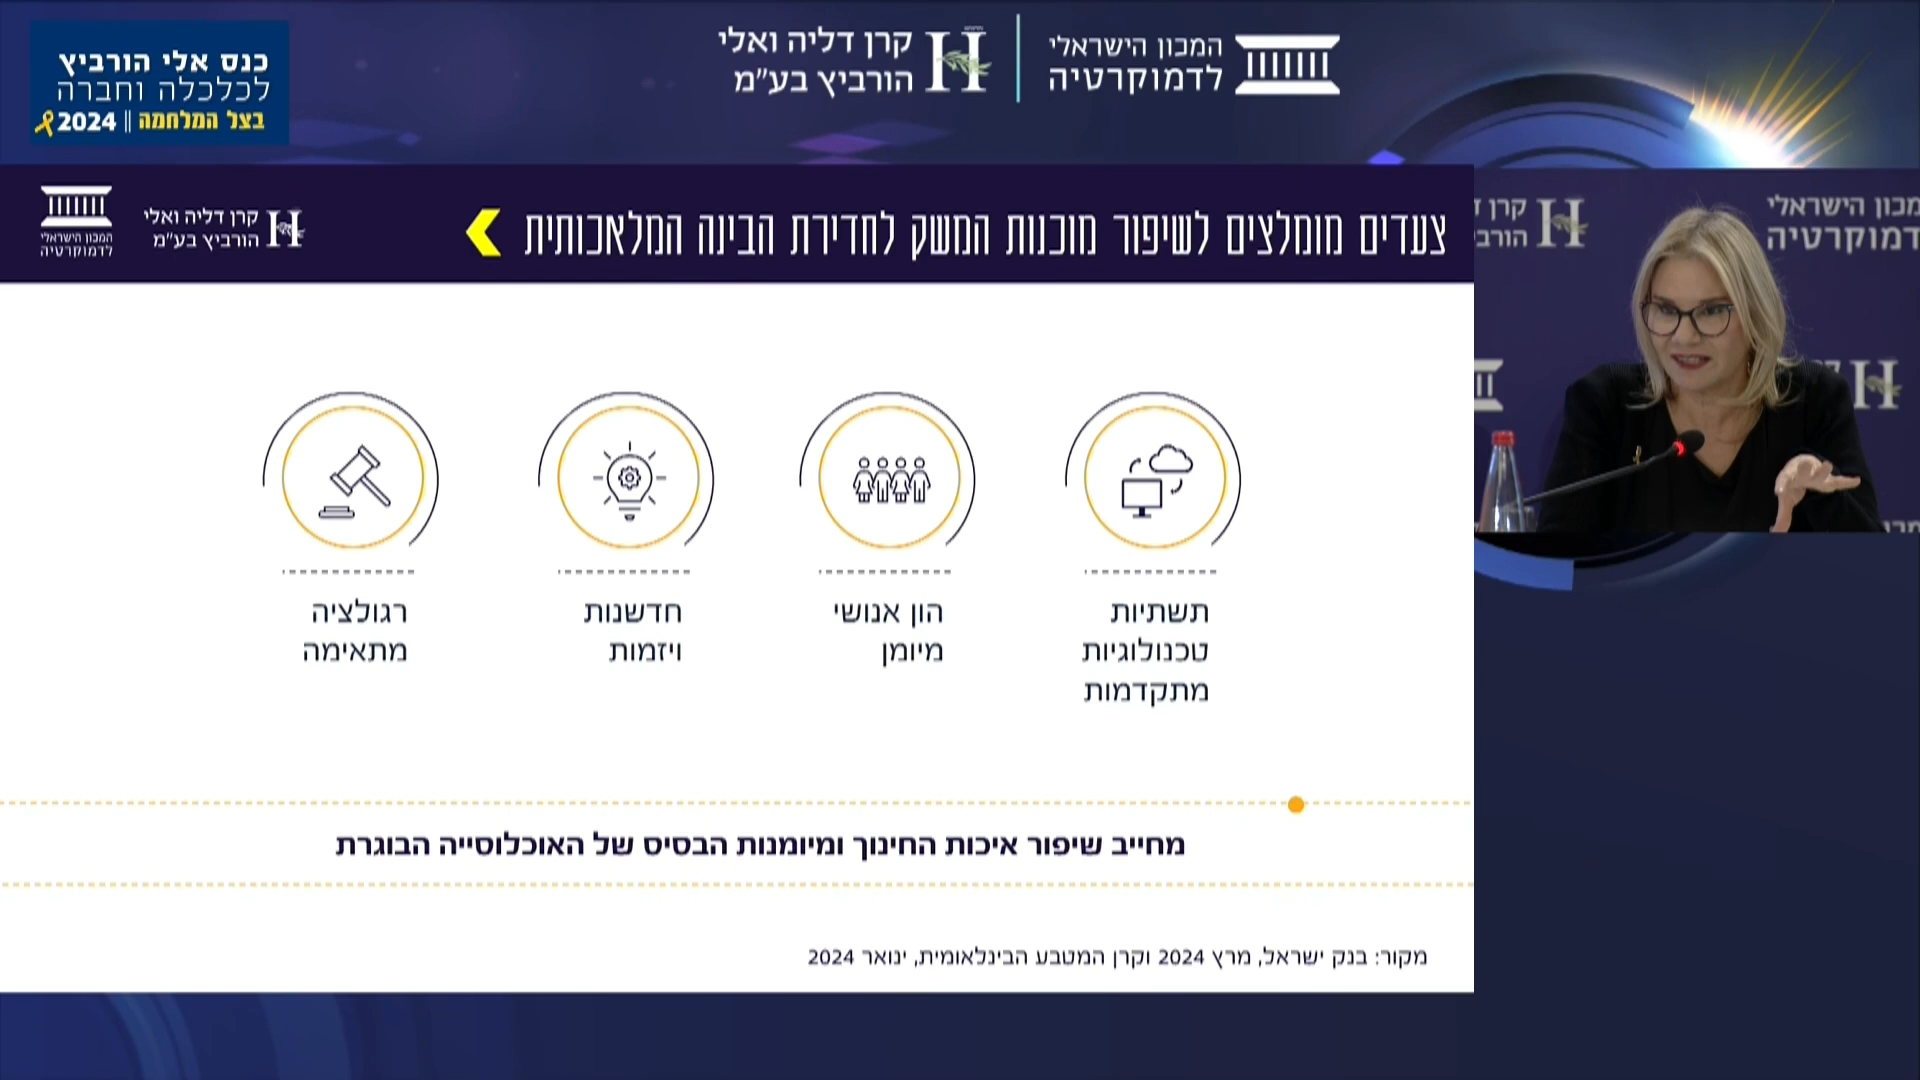 כנס אלי הורביץ
לכלכלה וחברה
בצל המלחמה || 2024
המכון הישראלי
לדמוקרטיה
קרן דליה ואלי
הורביץ בע״מ
צעדים מומלצים לשיפור מוכנות המשק לחדירת הבינה המלאכותית
קרן דליה ואלי
הורביץ בע״מ
המכון הישראלי
לדמוקרטיה
תשתיות
טכנולוגיות
מתקדמות
הון אנושי
מיומן
חדשנות
ויזמות
רגולציה
מתאימה
מחייב שיפור איכות החינוך ומיומנות הבסיס של האוכלוסייה הבוגרת
מקור: בנק ישראל, מרץ 2024 וקרן המטבע הבינלאומית, ינואר 2024
הישראלי
קרן